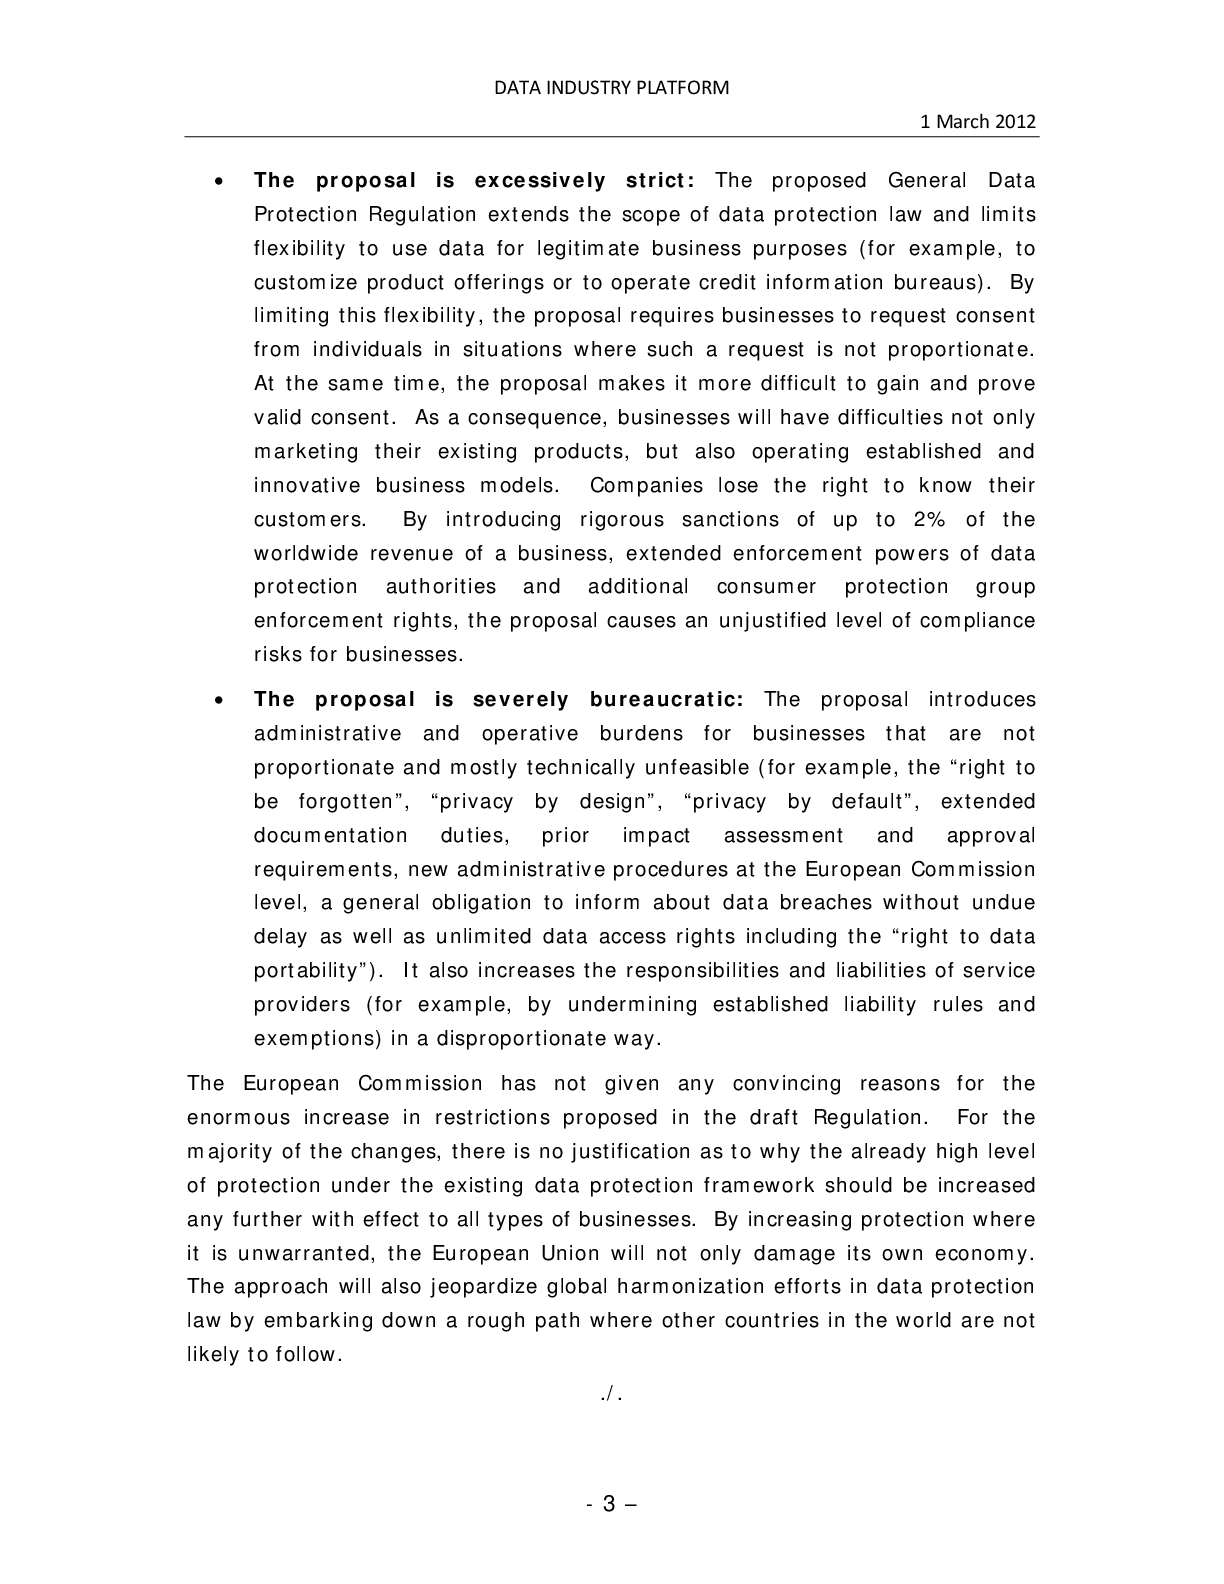 DATA INDUSTRY PLATFORM
1 March 2012
• The proposal is excessively strict: The proposed General Data
Protection Regulation extends the scope of data protection law and limits
flexibility to use data for legitimate business purposes (for example, to
customize product offerings or to operate credit information bureaus). By
limiting this flexibility, the proposal requires businesses to request consent
from individuals in situations where such a request is not proportionate.
At the same time, the proposal makes it more difficult to gain and prove
valid consent. As a consequence, businesses will have difficulties not only
marketing their existing products, but also operating established and
innovative business models. Companies lose the right to know their
customers. By introducing rigorous sanctions of up to 2% of the
worldwide revenue of a business, extended enforcement powers of data
protection authorities and additional consumer protection group
enforcement rights, the proposal causes an unjustified level of compliance
risks for businesses.
• The proposal is severely bureaucratic: The proposal introduces
administrative and operative burdens for businesses that are not
proportionate and mostly technically unfeasible (for example, the “right to
be forgotten”, “privacy by design”, “privacy by default”, extended
documentation duties, prior impact assessment and approval
requirements, new administrative procedures at the European Commission
level, a general obligation to inform about data breaches without undue
delay as well as unlimited data access rights including the “right to data
portability”). It also increases the responsibilities and liabilities of service
providers (for example, by undermining established liability rules and
exemptions) in a disproportionate way.
The European Commission has not given any convincing reasons for the
enormous increase in restrictions proposed in the draft Regulation. For the
majority of the changes, there is no justification as to why the already high level
of protection under the existing data protection framework should be increased
any further with effect to all types of businesses. By increasing protection where
it is unwarranted, the European Union will not only damage its own economy.
The approach will also jeopardize global harmonization efforts in data protection
law by embarking down a rough path where other countries in the world are not
likely to follow.
./.
- 3 –